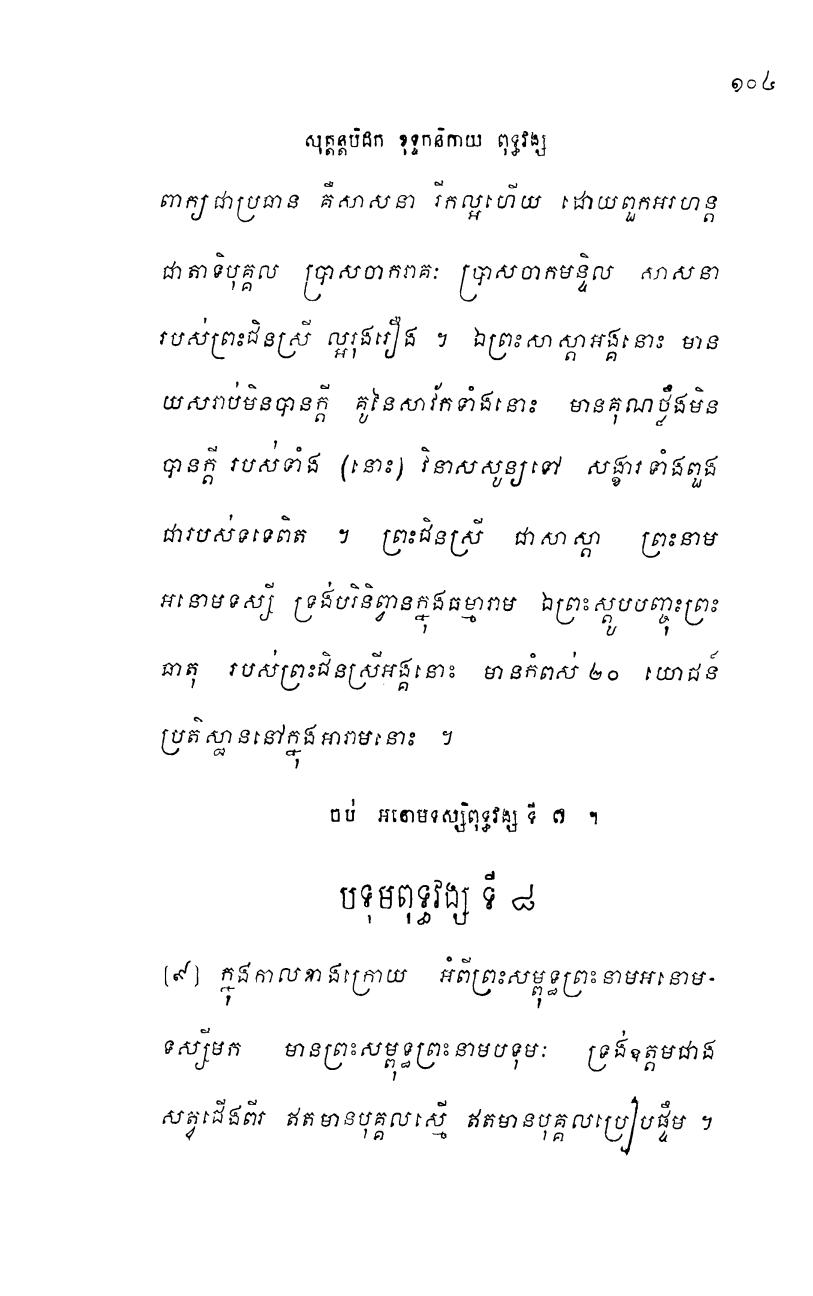 ១០៤
សុត្តន្តបិដក ខុទ្ទកនិកាយ ពុទ្ធវង្ស
ពាក្យជាប្រធាន គឺសាសនា រីកល្អហើយ ដោយពួកអរហន្ត
ជាតាទិបុគ្គល ប្រាសចាករាគៈ ប្រាសចាកមន្ទិល សាសនា
របស់ព្រះជិនស្រី ល្អរុងរឿង ។ ឯព្រះសាស្តាអង្គនោះ មាន
យសរាប់មិនបានក្តី គូនៃសាវ័កទាំងនោះ មានគុណថ្លឹងមិន
បានក្តី របស់ទាំង (នោះ) វិនាសសូន្យទៅ សង្ខារទាំងពួង
ជារបស់ទទេពិត ។ ព្រះជិនស្រី ជាសាស្តា ព្រះនាម
អនោមទស្សី ទ្រង់បរិនិព្វានក្នុងធម្មារាម ឯព្រះស្តូបបញ្ចុះព្រះ
ធាតុ របស់ព្រះជិនស្រីអង្គនោះ មានកំពស់ ២០ យោជន៍
ប្រតិស្ឋាននៅក្នុងអារាមនោះ ។
ចប់ អនោមទស្សិពុទ្ធវង្ស ទី ៧ ។
បទុមពុទ្ធវង្ស ទី ៨
[៩] ក្នុងកាលខាងក្រោយ អំពីព្រះសម្ពុទ្ធព្រះនាមអនោម-
ទស្សីមក មានព្រះសម្ពុទ្ធព្រះនាមបទុមៈ ទ្រង់ឧត្តមជាង
សត្វជើងពីរ ឥតមានបុគ្គលស្មើ ឥតមានបុគ្គលប្រៀបផ្ទឹម ។